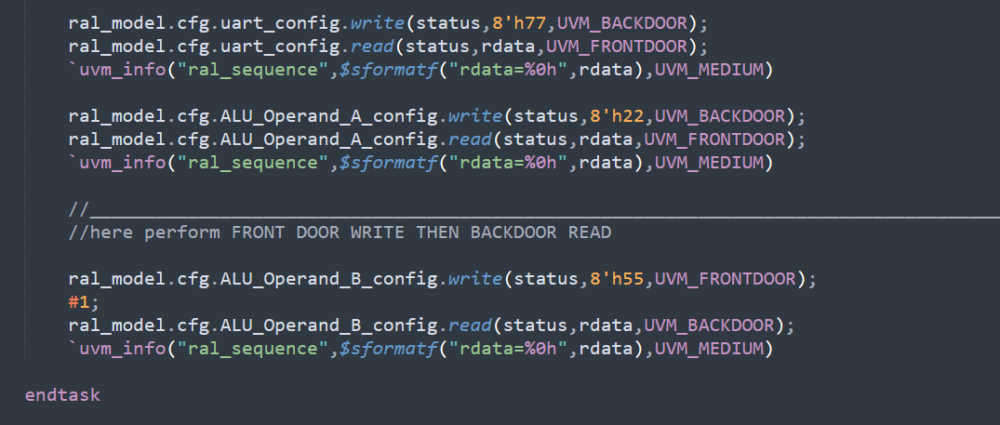 ral_model.cfg.uart_config.write(status,8'h77,UVM_BACKDOOR);
ral_model.cfg.uart_config.read(status,rdata,UVM_FRONTDOOR);
`uvm_info("ral_sequence",$sformatf("rdata=%0h",rdata),UVM_MEDIUM)
ral_model.cfg.ALU_Operand_A_config.write(status,8'h22,UVM_BACKDOOR);
ral_model.cfg.ALU_Operand_A_config.read(status,rdata,UVM_FRONTDOOR);
`uvm_info("ral_sequence",$sformatf("rdata=%0h",rdata),UVM_MEDIUM)
//____________________________________________________________________________________
//here perform FRONT DOOR WRITE THEN BACKDOOR READ
ral_model.cfg.ALU_Operand_B_config.write(status,8'h55,UVM_FRONTDOOR);
#1;
ral_model.cfg.ALU_Operand_B_config.read(status,rdata,UVM_BACKDOOR);
`uvm_info("ral_sequence",$sformatf("rdata=%0h",rdata),UVM_MEDIUM)
endtask